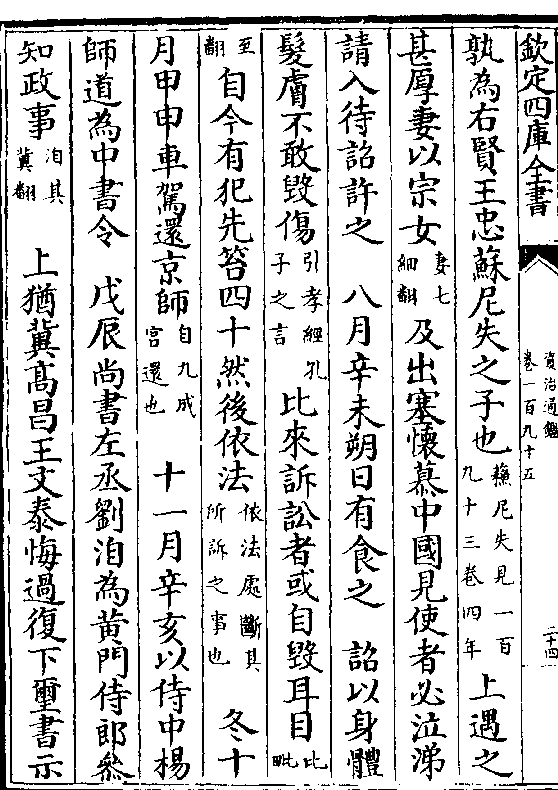 欽定四庫全書
資治通鑑
卷一百九十五
二十四
孰為右賢王忠蘇尼失之子也蘇尼失見一百九十三卷四年上遇之
甚厚妻以宗女妻七細翻及出塞懷慕中國見使者必泣涕
請入待詔許之 八月辛未朔日有食之 詔以身體
髮膚不敢毀傷引孝經孔子之言比來訴訟者或自毀耳目比毗
至翻自今有犯先笞四十然後依法依法處斷其所訴之事也 冬十
月甲申車駕還京師自九成宮還也 十一月辛亥以侍中楊
師道為中書令 戊辰尚書左丞劉洎為黃門侍郎叅
知政事洎其冀翻 上猶冀髙昌王文泰悔過復下璽書示